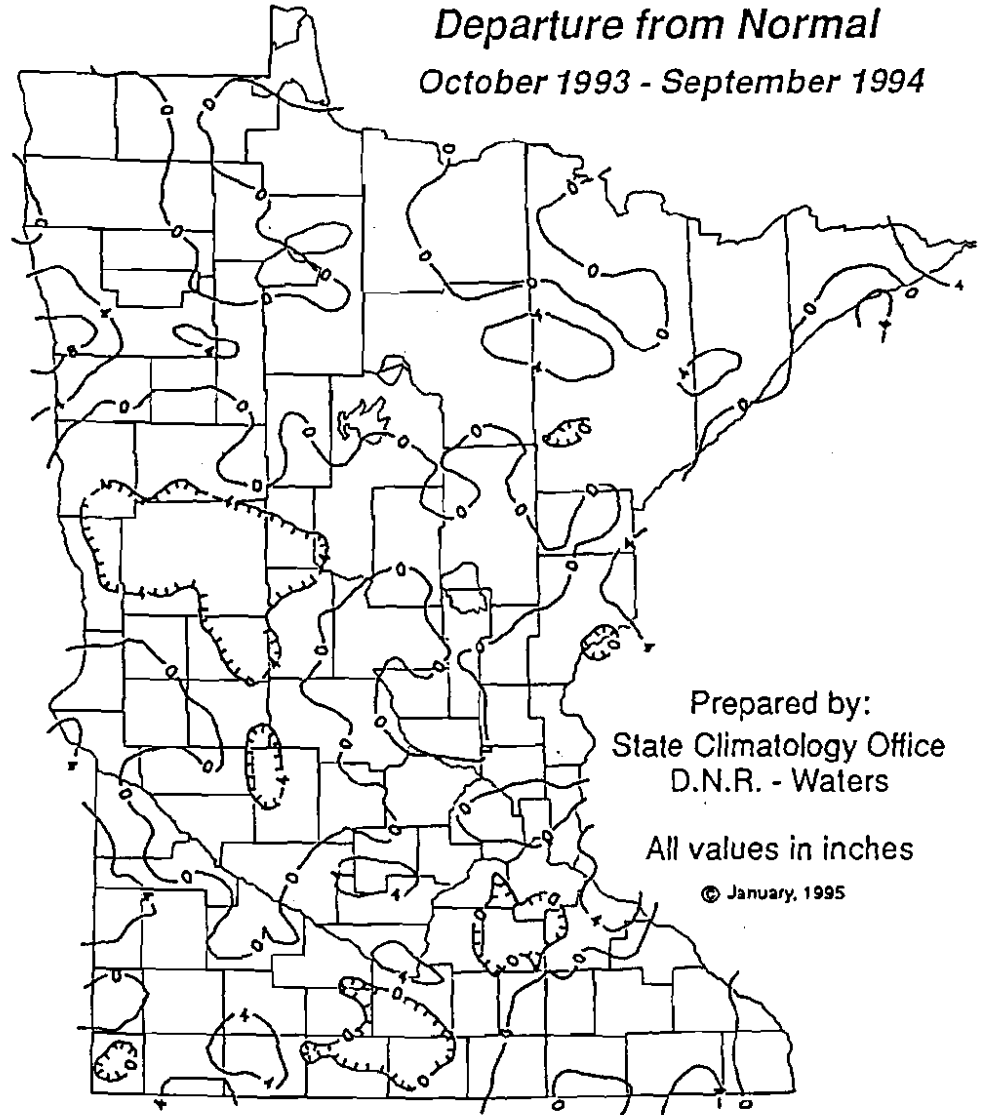 Departure from Normal
October 1993 - September 1994
Prepared by:
State Climatology Office
D.N.R. - Waters
All values in inches
© January, 1995